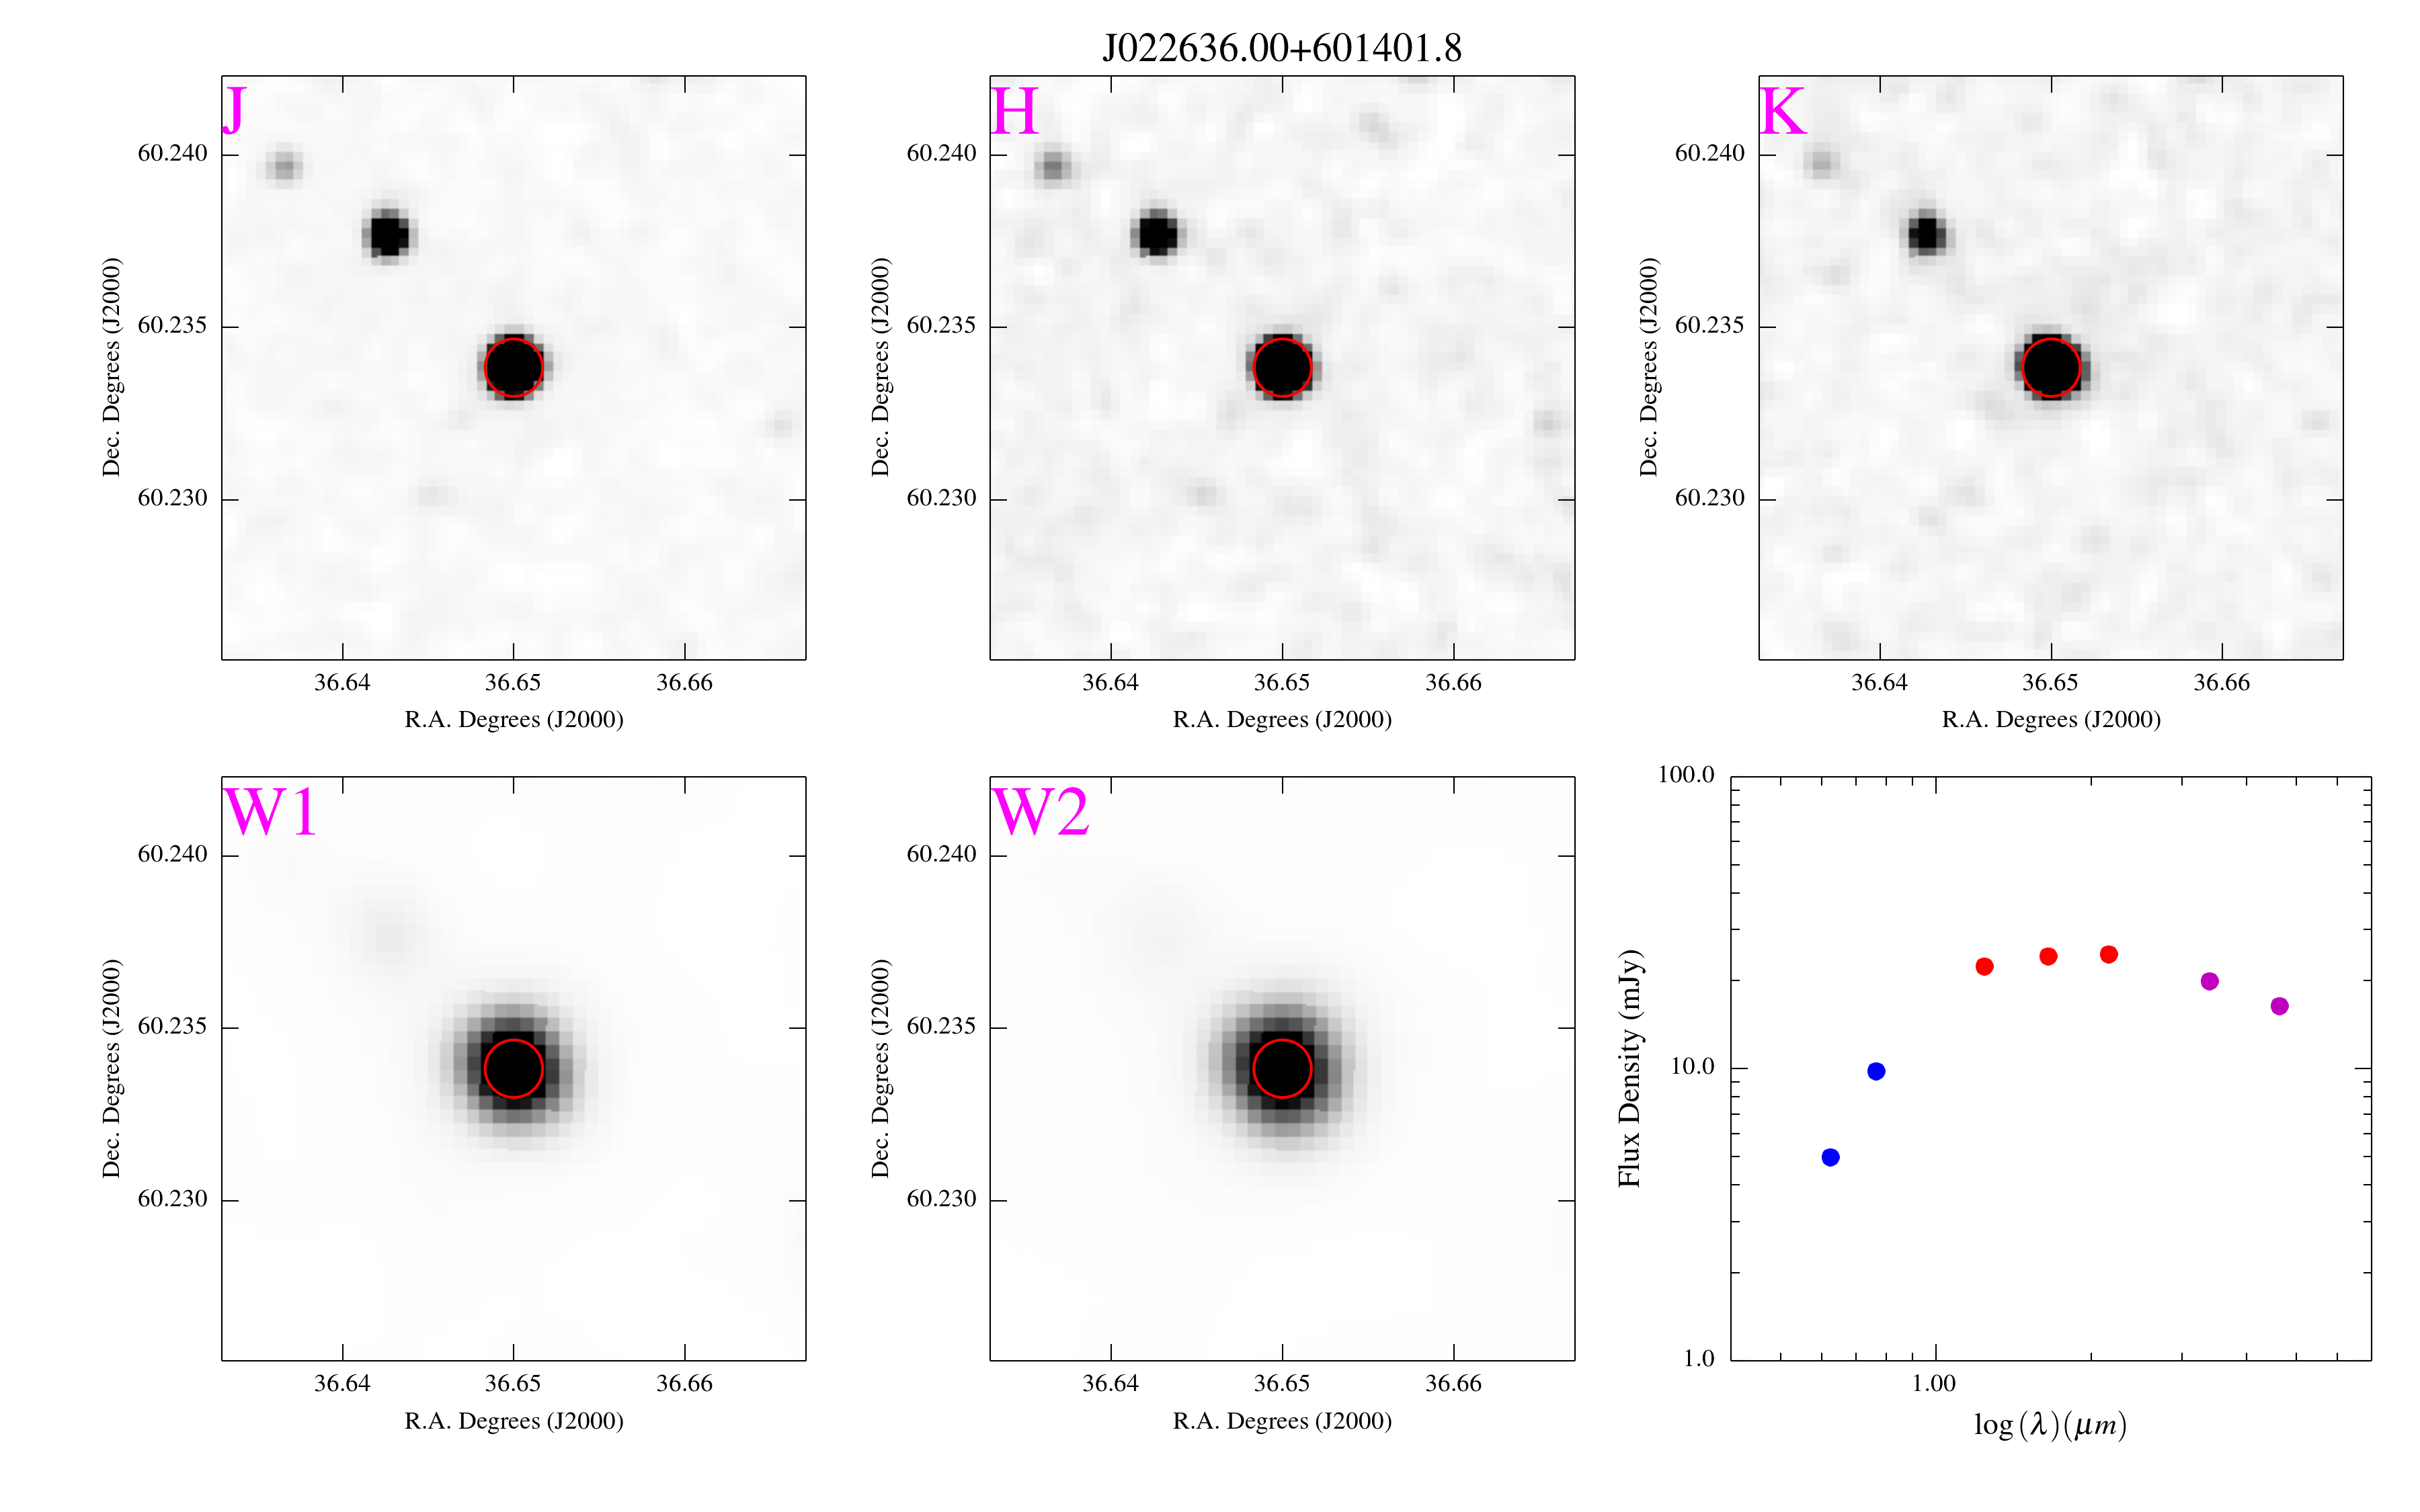 J022636.00+601401.8
J
60.240
60.235
60.230
Dec. Degrees (J2000)
36.64 36.65 36.66
R.A. Degrees (J2000)
H
60.240
60.235
60.230
Dec. Degrees (J2000)
36.64 36.65 36.66
R.A. Degrees (J2000)
K
60.240
60.235
60.230
Dec. Degrees (J2000)
36.64 36.65 36.66
R.A. Degrees (J2000)
W1
60.240
60.235
60.230
Dec. Degrees (J2000)
36.64 36.65 36.66
R.A. Degrees (J2000)
W2
60.240
60.235
60.230
Dec. Degrees (J2000)
36.64 36.65 36.66
R.A. Degrees (J2000)
100.0
10.0
1.0
Flux Density (mJy)
1.00
log(λ)(μm)